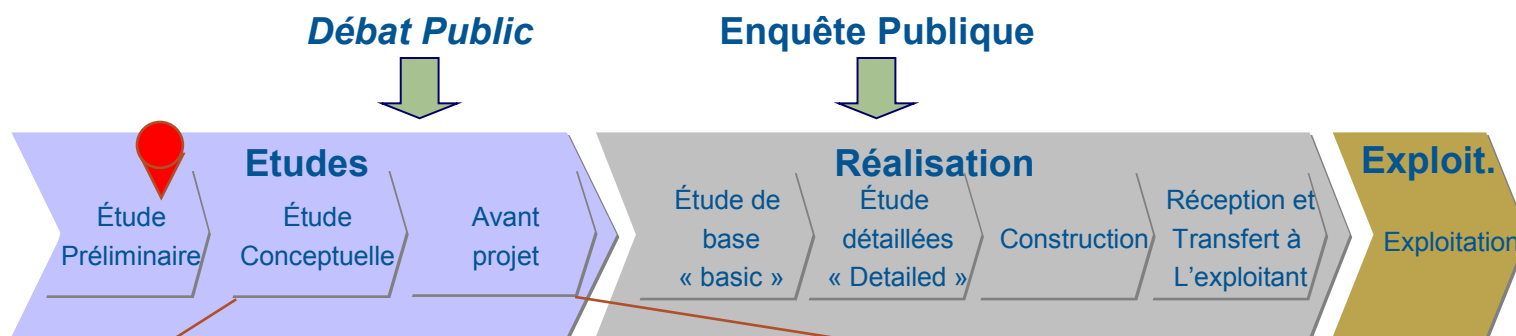 Débat Public
Enquête Publique
Etudes
Étude
Préliminaire
Étude
Conceptuelle
Avant
projet
Réalisation
Étude de
base
« basic »
Étude
détaillées
« Detailed »
Construction
Réception et
Transfert à
L'exploitant
Exploit.
Exploitation